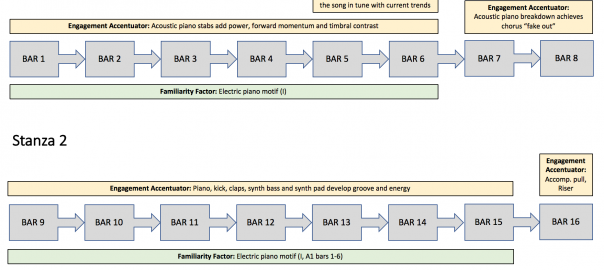 the song in tune with current trends
Engagement Accentuator:
Acoustic piano breakdown achieves
chorus "fake out"
Engagement Accentuator: Acoustic piano stabs add power, forward momentum and timbral contrast
BAR 1
BAR 2
BAR 3
BAR 4
BAR 5
BAR 6
BAR 7
BAR 8
Familiarity Factor: Electric piano motif (I)
Stanza 2
Engagement
Accentuator:
Accomp. pull,
Riser
Engagement Accentuator: Piano, kick, claps, synth bass and synth pad develop groove and energy
BAR 9
BAR 10
BAR 11
BAR 12
BAR 13
BAR 14
BAR 15
BAR 16
Familiarity Factor: Electric piano motif (I, A1 bars 1-6)